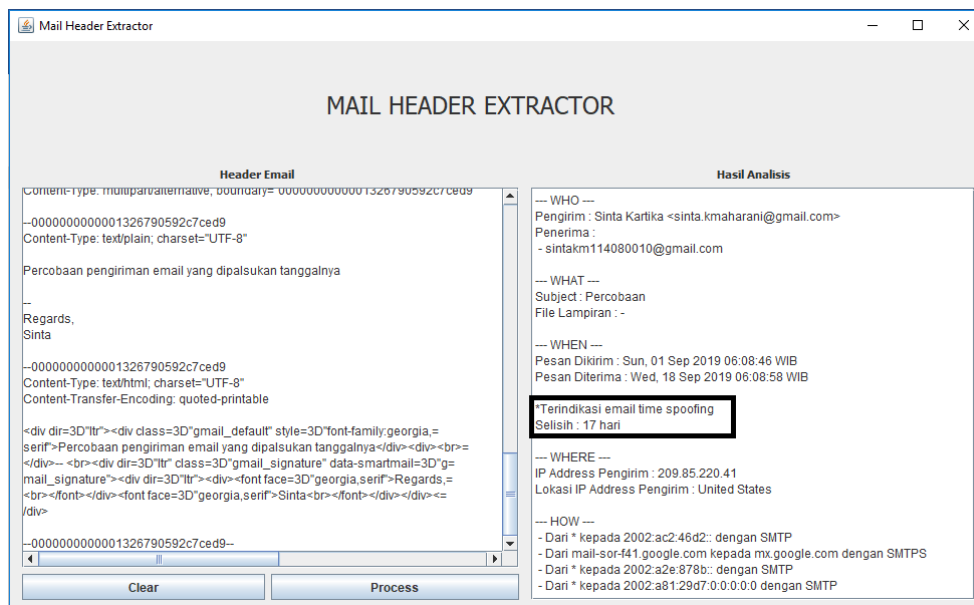 Mail Header Extractor
MAIL HEADER EXTRACTOR
Header Email
Content-Type: multipart/alternative; boundary="0000000000001326790592c7ced9
--0000000000001326790592c7ced9
Content-Type: text/plain; charset="UTF-8"
Percobaan pengiriman email yang dipalsukan tanggalnya
--
Regards,
Sinta
--0000000000001326790592c7ced9
Content-Type: text/html; charset="UTF-8"
Content-Transfer-Encoding: quoted-printable
<div dir=3D"ltr"><div class=3D"gmail_default" style=3D"font-family:georgia,=
serif">Percobaan pengiriman email yang dipalsukan tanggalnya</div><div><br>=
</div>-- <br><div dir=3D"ltr" class=3D"gmail_signature" data-smartmail=3D"g=
mail_signature"><div dir=3D"ltr"><div><font face=3D"georgia,serif">Regards,=
<br></font></div><font face=3D"georgia,serif">Sinta<br></font></div></div><=
/div>
--0000000000001326790592c7ced9--
Clear
Process
Hasil Analisis
--- WHO ---
Pengirim : Sinta Kartika <sinta.kmaharani@gmail.com>
Penerima :
- sintakm114080010@gmail.com
--- WHAT ---
Subject : Percobaan
File Lampiran : -
--- WHEN ---
Pesan Dikirim : Sun, 01 Sep 2019 06:08:46 WIB
Pesan Diterima : Wed, 18 Sep 2019 06:08:58 WIB
*Terindikasi email time spoofing
Selisih : 17 hari
--- WHERE ---
IP Address Pengirim : 209.85.220.41
Lokasi IP Address Pengirim : United States
--- HOW ---
- Dari * kepada 2002:ac2:46d2:: dengan SMTP
- Dari mail-sor-f41.google.com kepada mx.google.com dengan SMTPS
- Dari * kepada 2002:a2e:878b:: dengan SMTP
- Dari * kepada 2002:a81:29d7:0:0:0:0:0 dengan SMTP